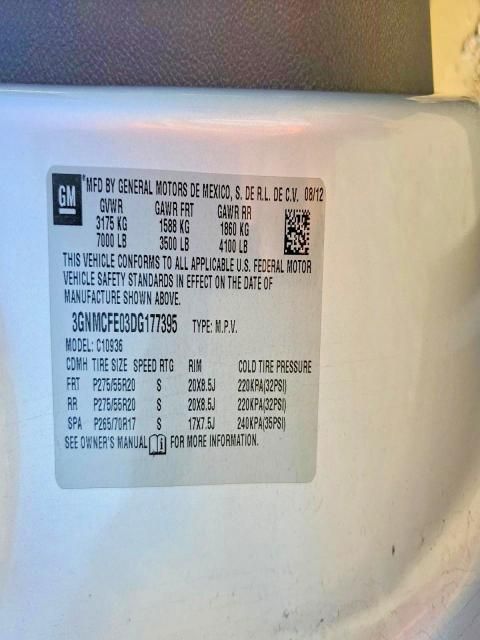 GM
® MFD BY GENERAL MOTORS DE MEXICO, S. DE R.L. DE C.V. 08/12
GVWR GAWR FRT GAWR RR
3175 KG 1588 KG 1860 KG
7000 LB 3500 LB 4100 LB
THIS VEHICLE CONFORMS TO ALL APPLICABLE U.S. FEDERAL MOTOR
VEHICLE SAFETY STANDARDS IN EFFECT ON THE DATE OF
MANUFACTURE SHOWN ABOVE.
3GNMCFE03DG177395 TYPE: M.P.V.
MODEL: C10936
CDMH TIRE SIZE SPEED RTG RIM COLD TIRE PRESSURE
FRT P275/55R20 S 20X8.5J 220KPA(32PSI)
RR P275/55R20 S 20X8.5J 220KPA(32PSI)
SPA P265/70R17 S 17X7.5J 240KPA(35PSI)
SEE OWNER'S MANUAL FOR MORE INFORMATION.